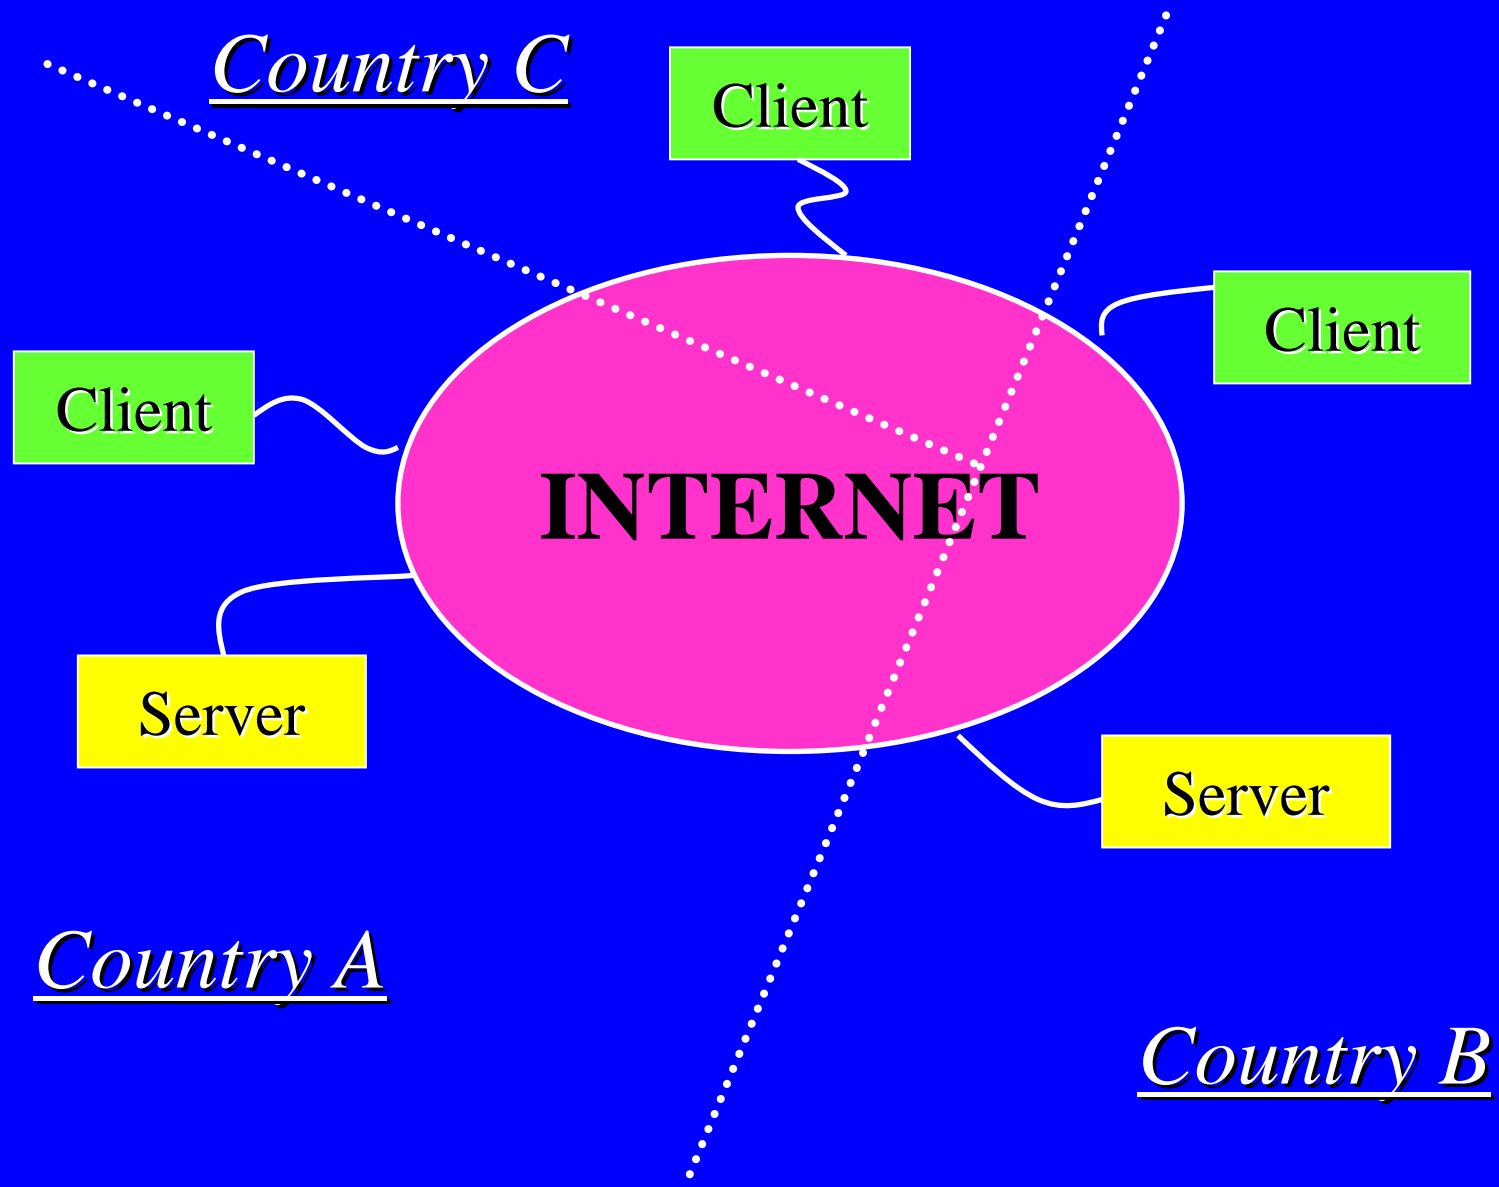 Country C
Client
Client
Client
INTERNET
Server
Server
Country A
Country B